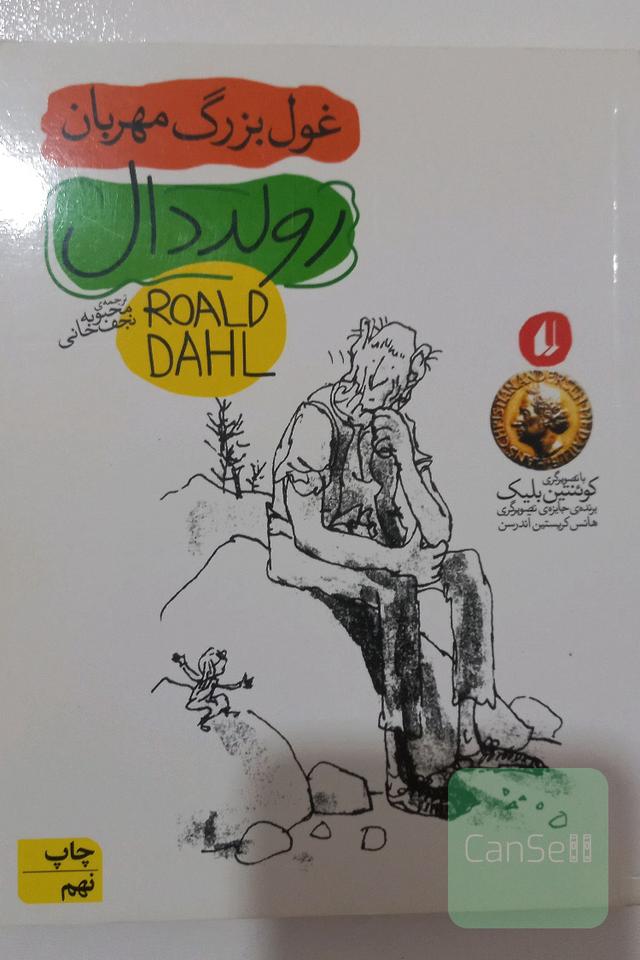 غول بزرگ مهربان
رولد دال
ROALD
DAHL
ترجمه‌ی
محبوبه
نجف‌خانی
با تصویرگری
کوئنتین بلیک
برنده‌ی جایزه‌ی تصویرگری
هانس کریستین آندرسن
چاپ
نهم
CanSell